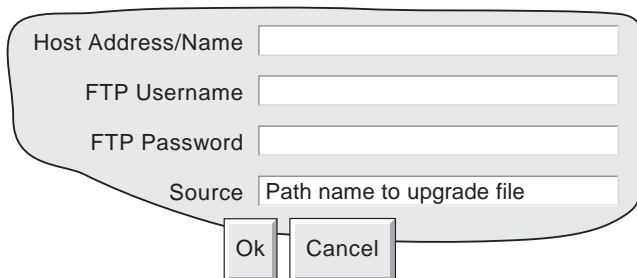 Host Address/Name
FTP Username
FTP Password
Source Path name to upgrade file
Ok Cancel